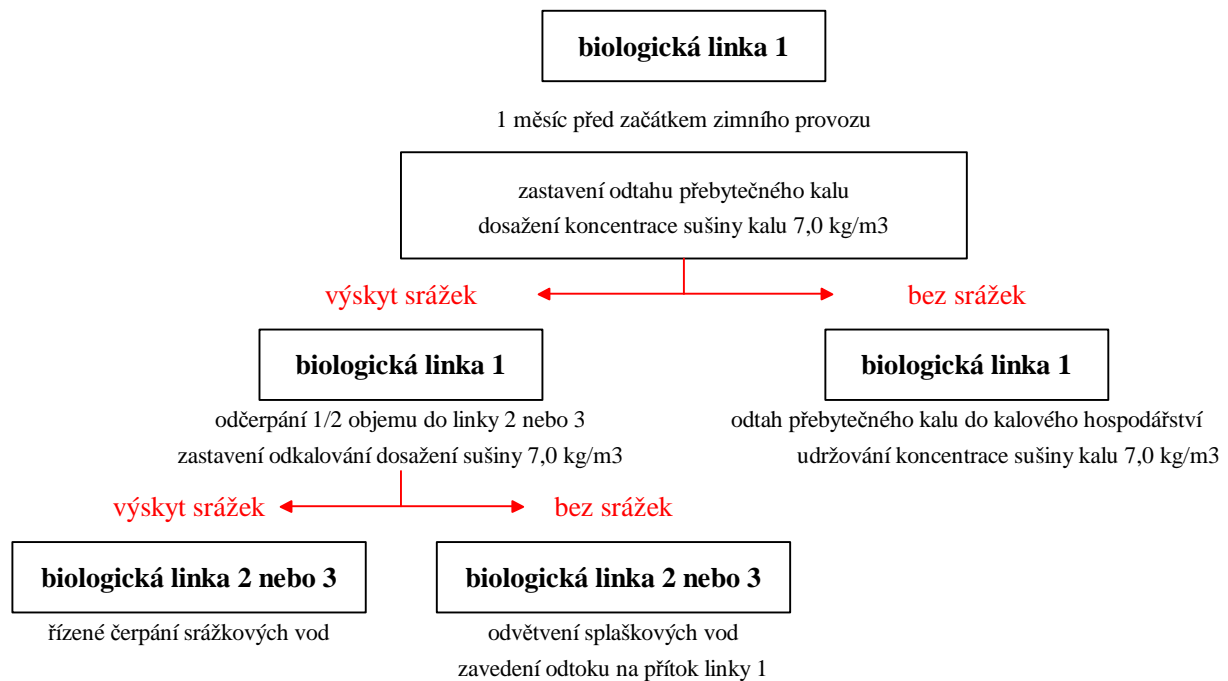 biologická linka 1
1 měsíc před začátkem zimního provozu
zastavení odtahu přebytečného kalu
dosažení koncentrace sušiny kalu 7,0 kg/m3
výskyt srážek
bez srážek
biologická linka 1
biologická linka 1
odčerpání 1/2 objemu do linky 2 nebo 3
odtah přebytečného kalu do kalového hospodářství
zastavení odkalování dosažení sušiny 7,0 kg/m3
udržování koncentrace sušiny kalu 7,0 kg/m3
výskyt srážek
bez srážek
biologická linka 2 nebo 3
biologická linka 2 nebo 3
řízené čerpání srážkových vod
odvětvení splaškových vod
zavedení odtoku na přítok linky 1